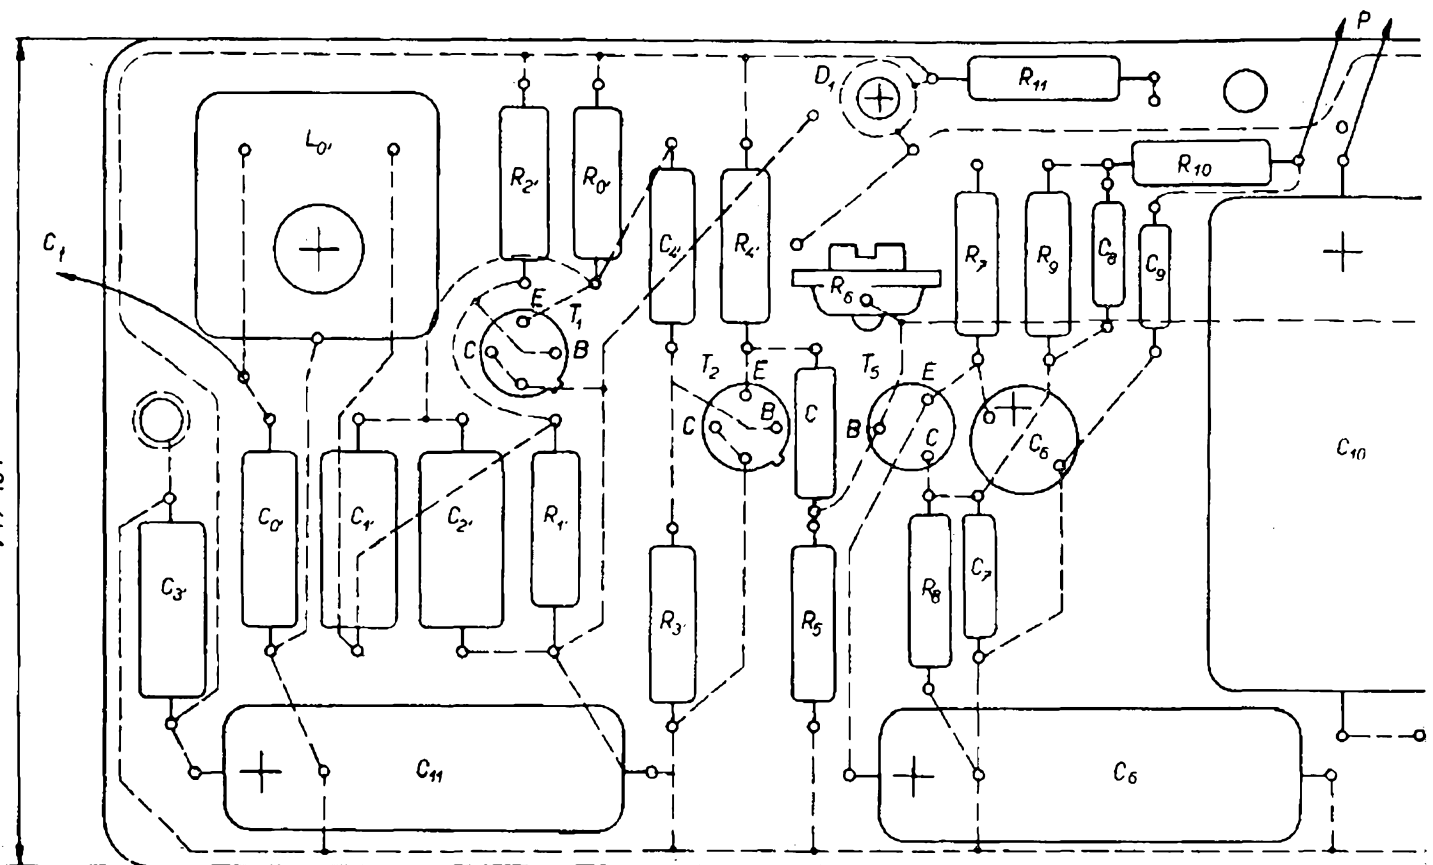 P
D₁
R₁₁
L₀'
R₂'
R₀'
C₄'
R₄'
R₇
R₉
C₈
R₁₀
C₉
C₁
R₆
E
T₁
C
B
T₂
E
C
B
C
T₅
E
B
C
C₆
C₁₀
C₀'
C₁'
C₂'
R₁'
C₃'
R₃'
R₅
R₈
C₇
C₁₁
C₆